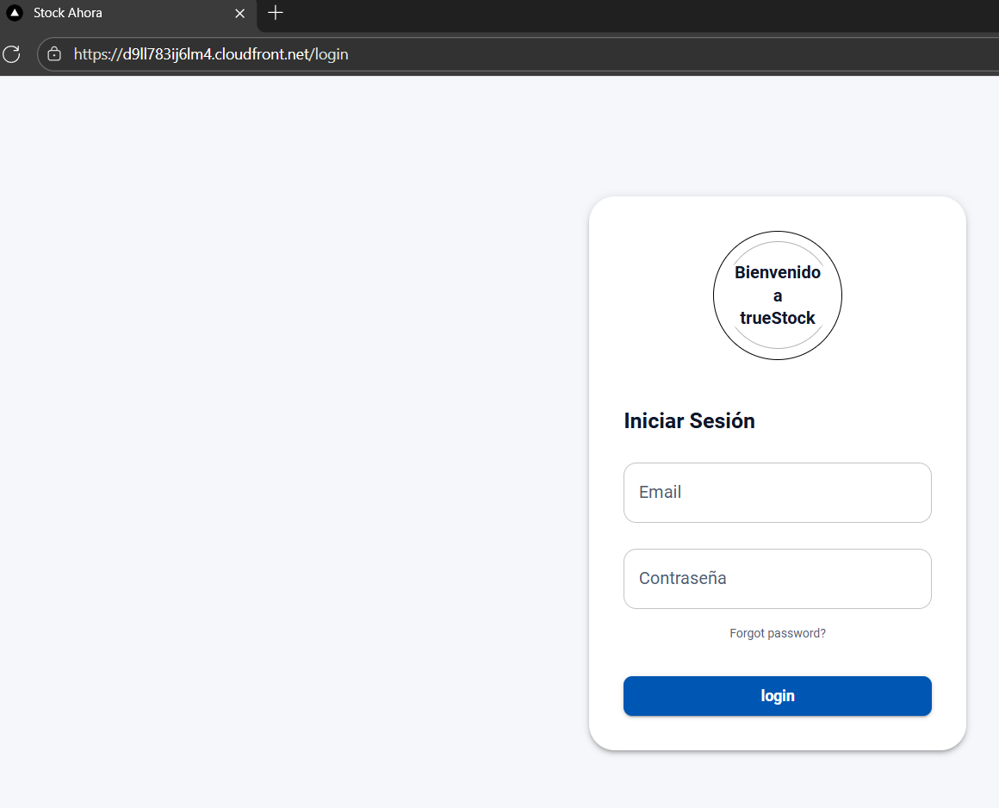 Stock Ahora
https://d9ll783ij6lm4.cloudfront.net/login
Bienvenido
a
trueStock
Iniciar Sesión
Email
Contraseña
Forgot password?
login